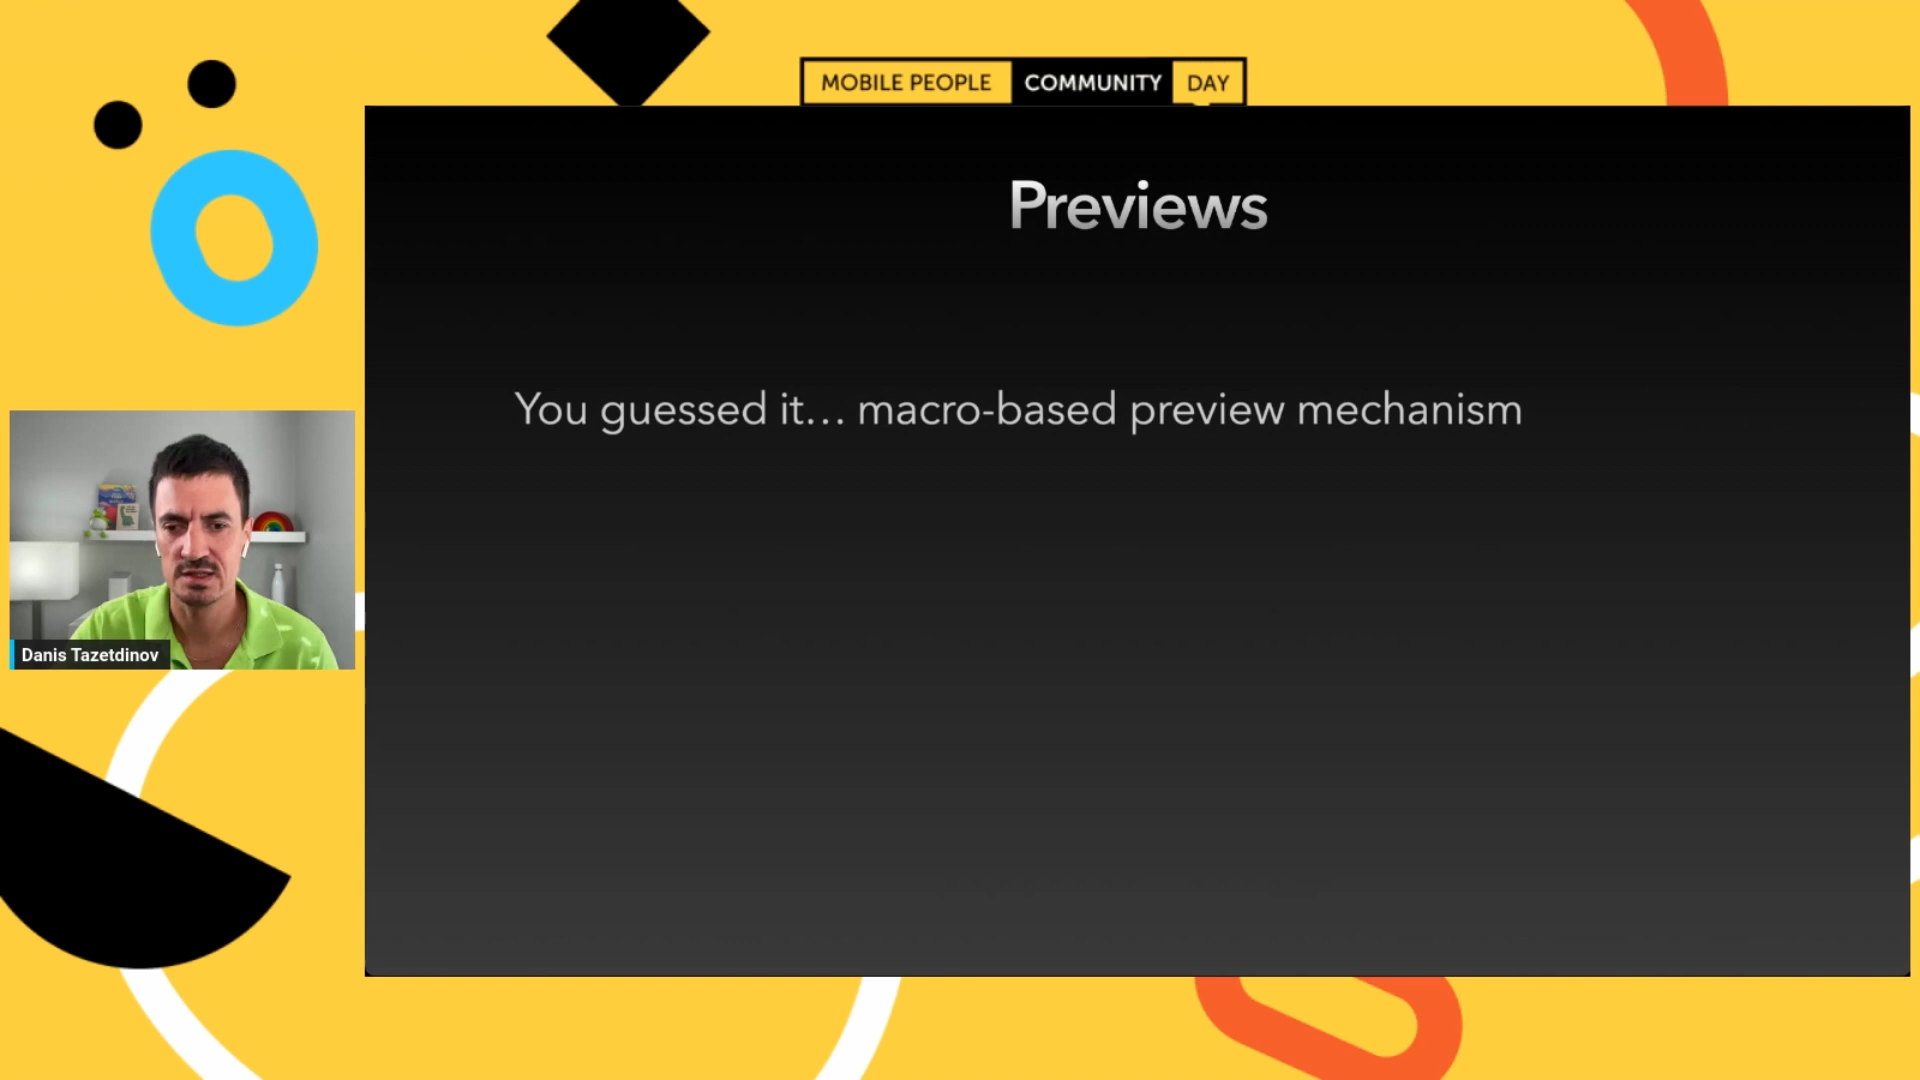 MOBILE PEOPLE COMMUNITY DAY
Previews
You guessed it... macro-based preview mechanism
Danis Tazetdinov